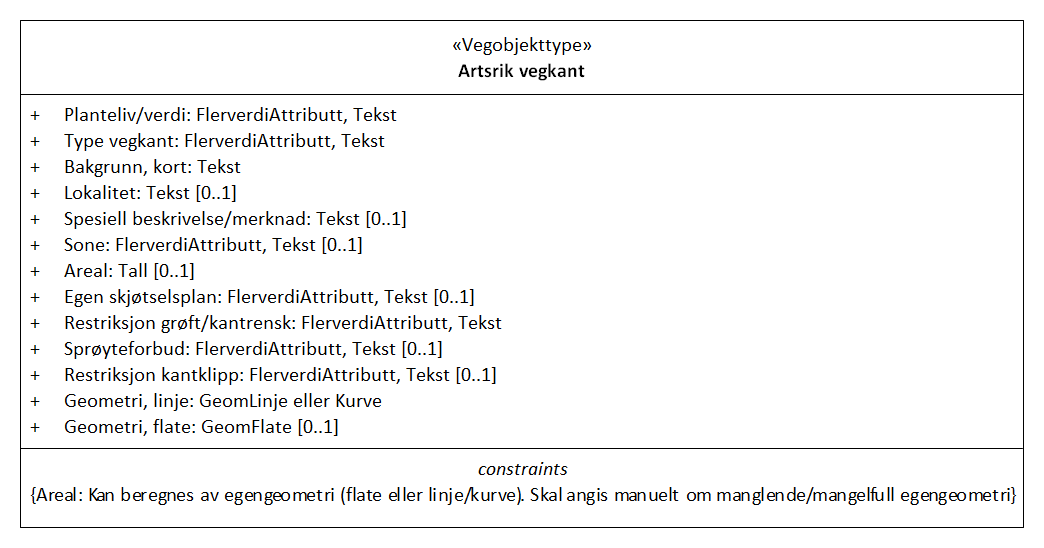 «Vegobjekttype»
Artsrik vegkant
+ Planteliv/verdi: FlerverdiAttributt, Tekst
+ Type vegkant: FlerverdiAttributt, Tekst
+ Bakgrunn, kort: Tekst
+ Lokalitet: Tekst [0..1]
+ Spesiell beskrivelse/merknad: Tekst [0..1]
+ Sone: FlerverdiAttributt, Tekst [0..1]
+ Areal: Tall [0..1]
+ Egen skjøtselsplan: FlerverdiAttributt, Tekst [0..1]
+ Restriksjon grøft/kantrensk: FlerverdiAttributt, Tekst
+ Sprøyteforbud: FlerverdiAttributt, Tekst [0..1]
+ Restriksjon kantklipp: FlerverdiAttributt, Tekst [0..1]
+ Geometri, linje: GeomLinje eller Kurve
+ Geometri, flate: GeomFlate [0..1]
constraints
{Areal: Kan beregnes av egengeometri (flate eller linje/kurve). Skal angis manuelt om manglende/mangelfull egengeometri}